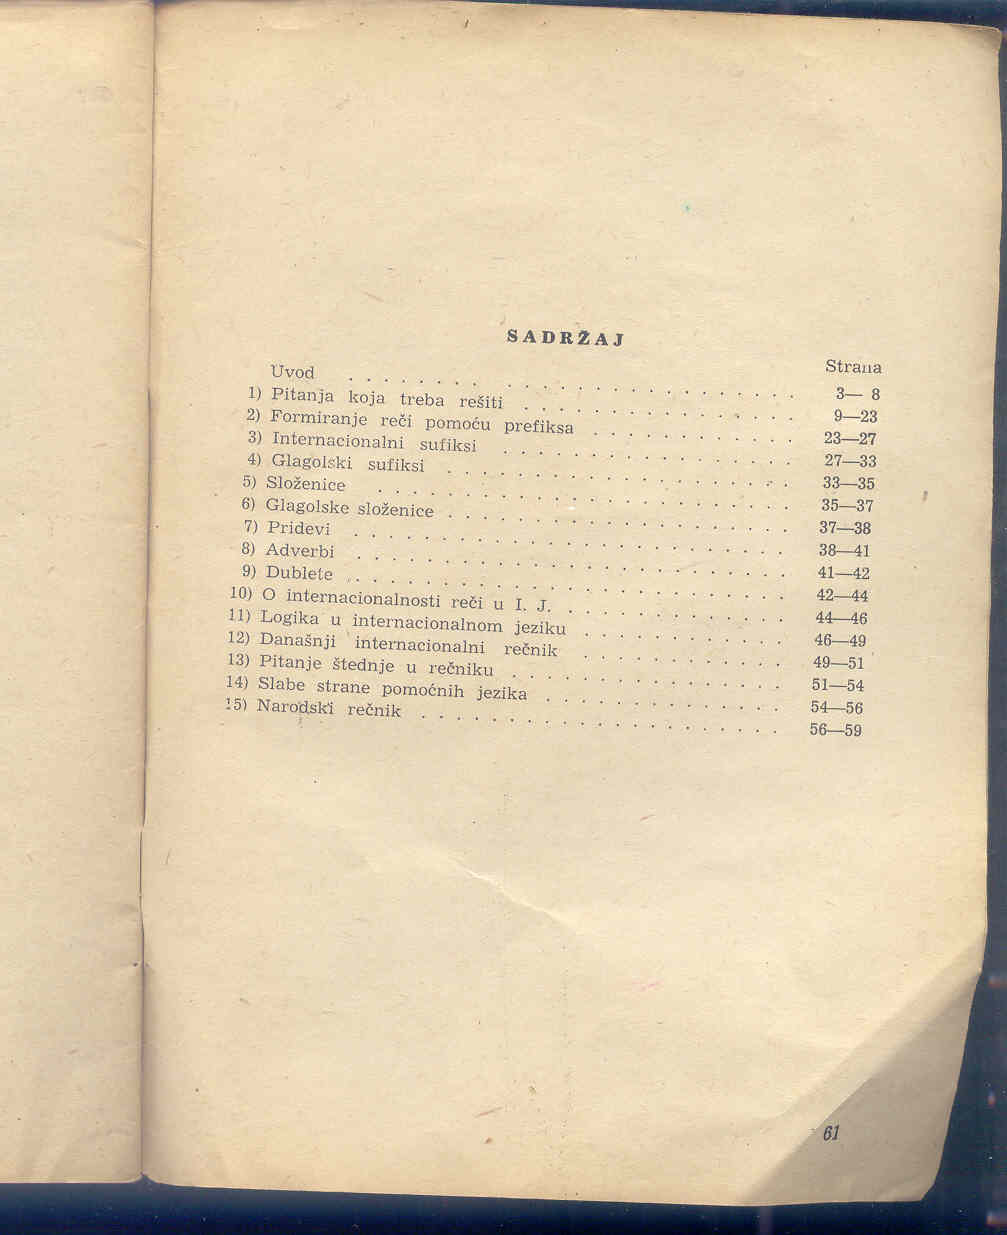 SADRŽAJ
Strana
Uvod . . . . . . . . . . . . . . . . . . . . . . . . . 3— 8
1) Pitanja koja treba rešiti . . . . . . . . . . . . . . . . 9—23
2) Formiranje reči pomoću prefiksa . . . . . . . . . . . . 23—27
3) Internacionalni sufiksi . . . . . . . . . . . . . . . . . 27—33
4) Glagolski sufiksi . . . . . . . . . . . . . . . . . . . . 33—35
5) Složenice . . . . . . . . . . . . . . . . . . . . . . . . 35—37
6) Glagolske složenice . . . . . . . . . . . . . . . . . . . . 37—38
7) Pridevi . . . . . . . . . . . . . . . . . . . . . . . . . 38—41
8) Adverbi . . . . . . . . . . . . . . . . . . . . . . . . . 41—42
9) Dublete . . . . . . . . . . . . . . . . . . . . . . . . . 42—44
10) O internacionalnosti reči u I. J. . . . . . . . . . . . . . 44—46
11) Logika u internacionalnom jeziku . . . . . . . . . . . . 46—49
12) Današnji internacionalni rečnik . . . . . . . . . . . . 49—51
13) Pitanje štednje u rečniku . . . . . . . . . . . . . . . . 51—54
14) Slabe strane pomoćnih jezika . . . . . . . . . . . . . . 54—56
15) Narodski rečnik . . . . . . . . . . . . . . . . . . . . . 56—59
61